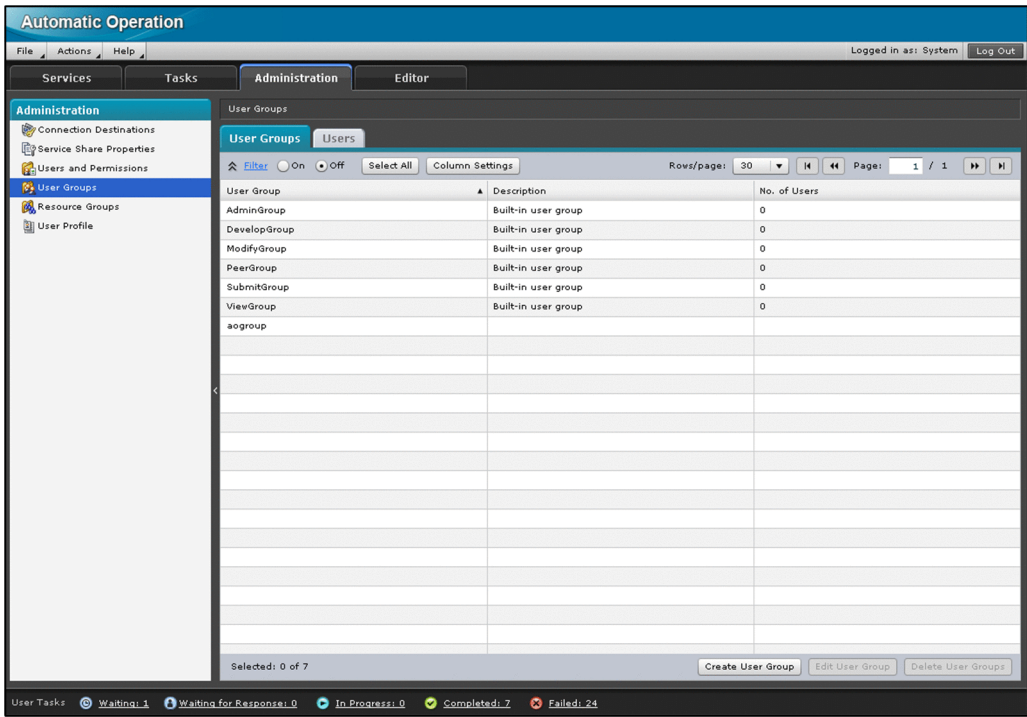 Automatic Operation
File Actions Help Logged in as: System Log Out
Services Tasks Administration Editor
Administration
Connection Destinations
Service Share Properties
Users and Permissions
User Groups
Resource Groups
User Profile
User Groups
User Groups Users
Filter On Off Select All Column Settings Rows/page: 30 Page: 1 / 1
User Group Description No. of Users
AdminGroup Built-in user group 0
DevelopGroup Built-in user group 0
ModifyGroup Built-in user group 0
PeerGroup Built-in user group 0
SubmitGroup Built-in user group 0
ViewGroup Built-in user group 0
aogroup
Selected: 0 of 7 Create User Group Edit User Group Delete User Groups
User Tasks Waiting: 1 Waiting for Response: 0 In Progress: 0 Completed: 7 Failed: 24